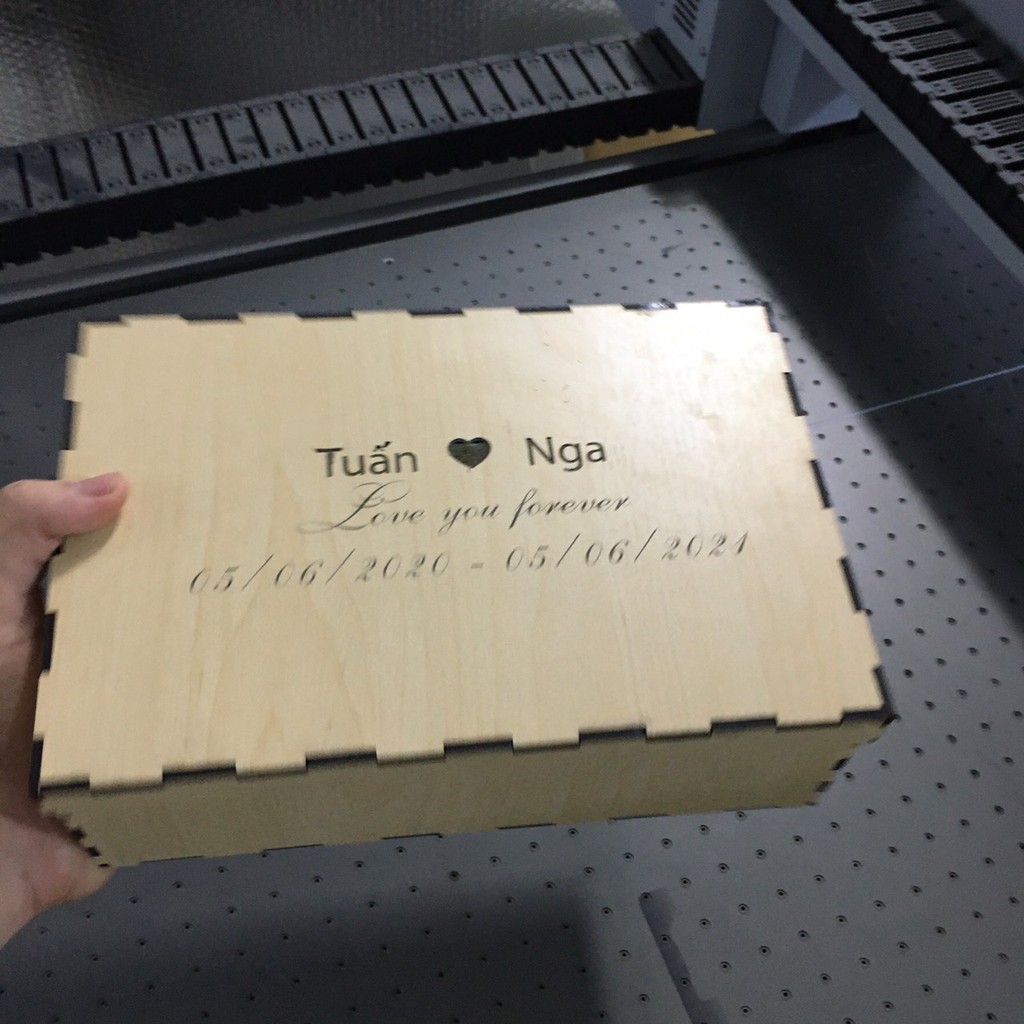 Tuấn ♥ Nga
Love you forever
05/06/2020 - 05/06/2021